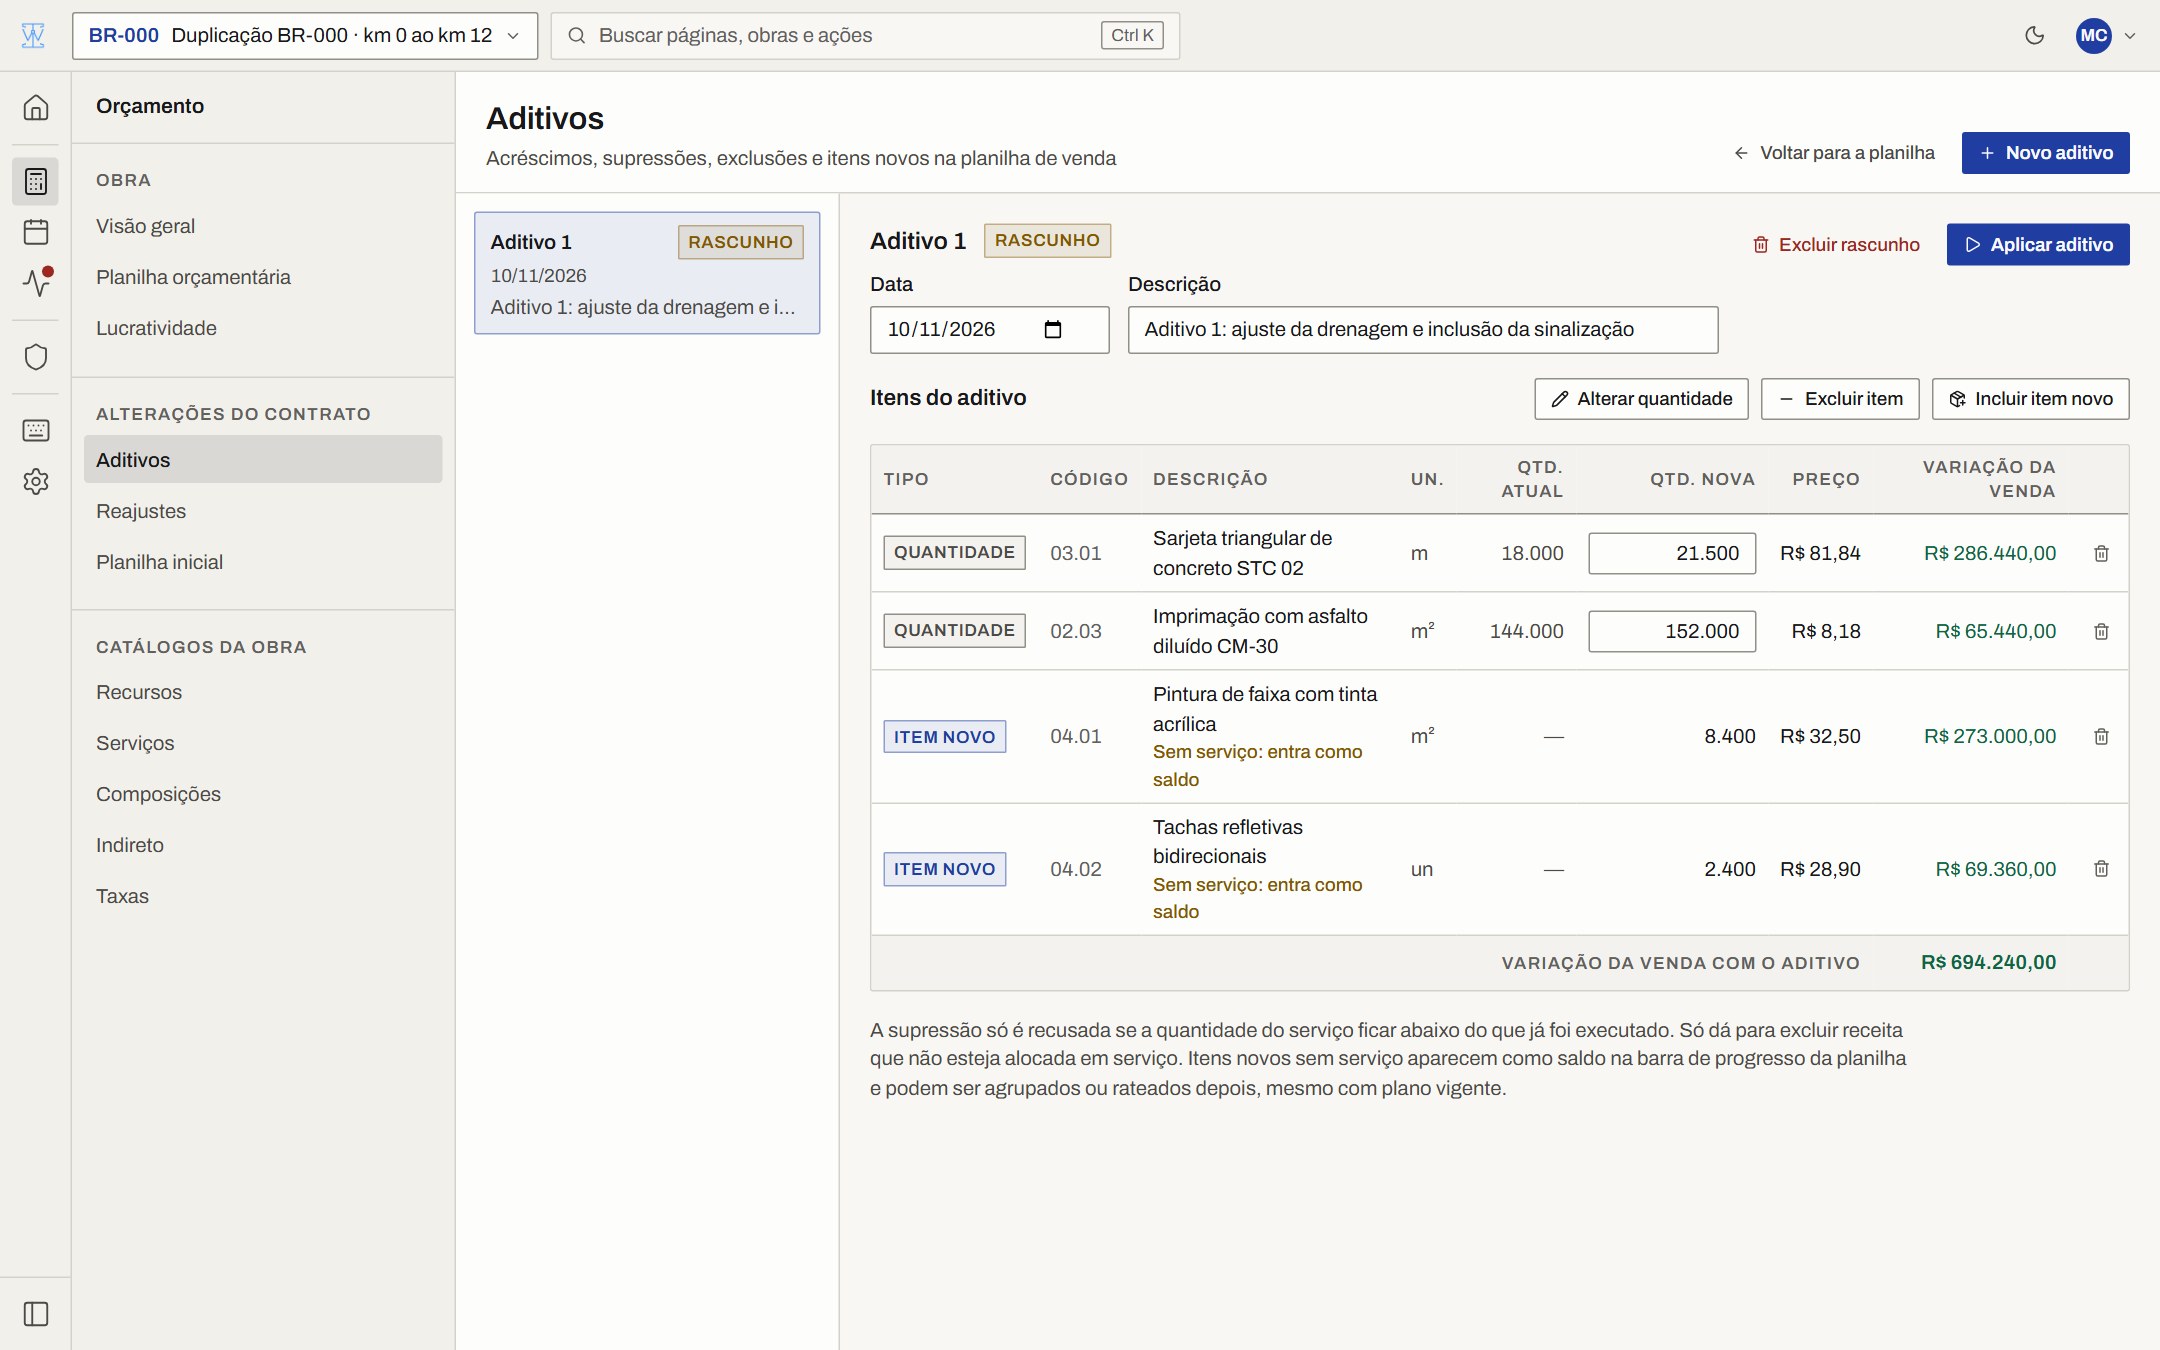 BR-000 Duplicação BR-000 · km 0 ao km 12
Buscar páginas, obras e ações
Ctrl K
MC
Orçamento
OBRA
Visão geral
Planilha orçamentária
Lucratividade
ALTERAÇÕES DO CONTRATO
Aditivos
Reajustes
Planilha inicial
CATÁLOGOS DA OBRA
Recursos
Serviços
Composições
Indireto
Taxas
Aditivos
Acréscimos, supressões, exclusões e itens novos na planilha de venda
Voltar para a planilha
Novo aditivo
Aditivo 1 RASCUNHO
10/11/2026
Aditivo 1: ajuste da drenagem e i...
Aditivo 1 RASCUNHO
Excluir rascunho
Aplicar aditivo
Data
10/11/2026
Descrição
Aditivo 1: ajuste da drenagem e inclusão da sinalização
Itens do aditivo
Alterar quantidade
Excluir item
Incluir item novo
TIPO CÓDIGO DESCRIÇÃO UN. QTD. ATUAL QTD. NOVA PREÇO VARIAÇÃO DA VENDA
QUANTIDADE 03.01 Sarjeta triangular de
concreto STC 02 m 18.000 21.500 R$ 81,84 R$ 286.440,00
QUANTIDADE 02.03 Imprimação com asfalto
diluído CM-30 m² 144.000 152.000 R$ 8,18 R$ 65.440,00
ITEM NOVO 04.01 Pintura de faixa com tinta
acrílica
Sem serviço: entra como
saldo m² — 8.400 R$ 32,50 R$ 273.000,00
ITEM NOVO 04.02 Tachas refletivas
bidirecionais
Sem serviço: entra como
saldo un — 2.400 R$ 28,90 R$ 69.360,00
VARIAÇÃO DA VENDA COM O ADITIVO R$ 694.240,00
A supressão só é recusada se a quantidade do serviço ficar abaixo do que já foi executado. Só dá para excluir receita
que não esteja alocada em serviço. Itens novos sem serviço aparecem como saldo na barra de progresso da planilha
e podem ser agrupados ou rateados depois, mesmo com plano vigente.